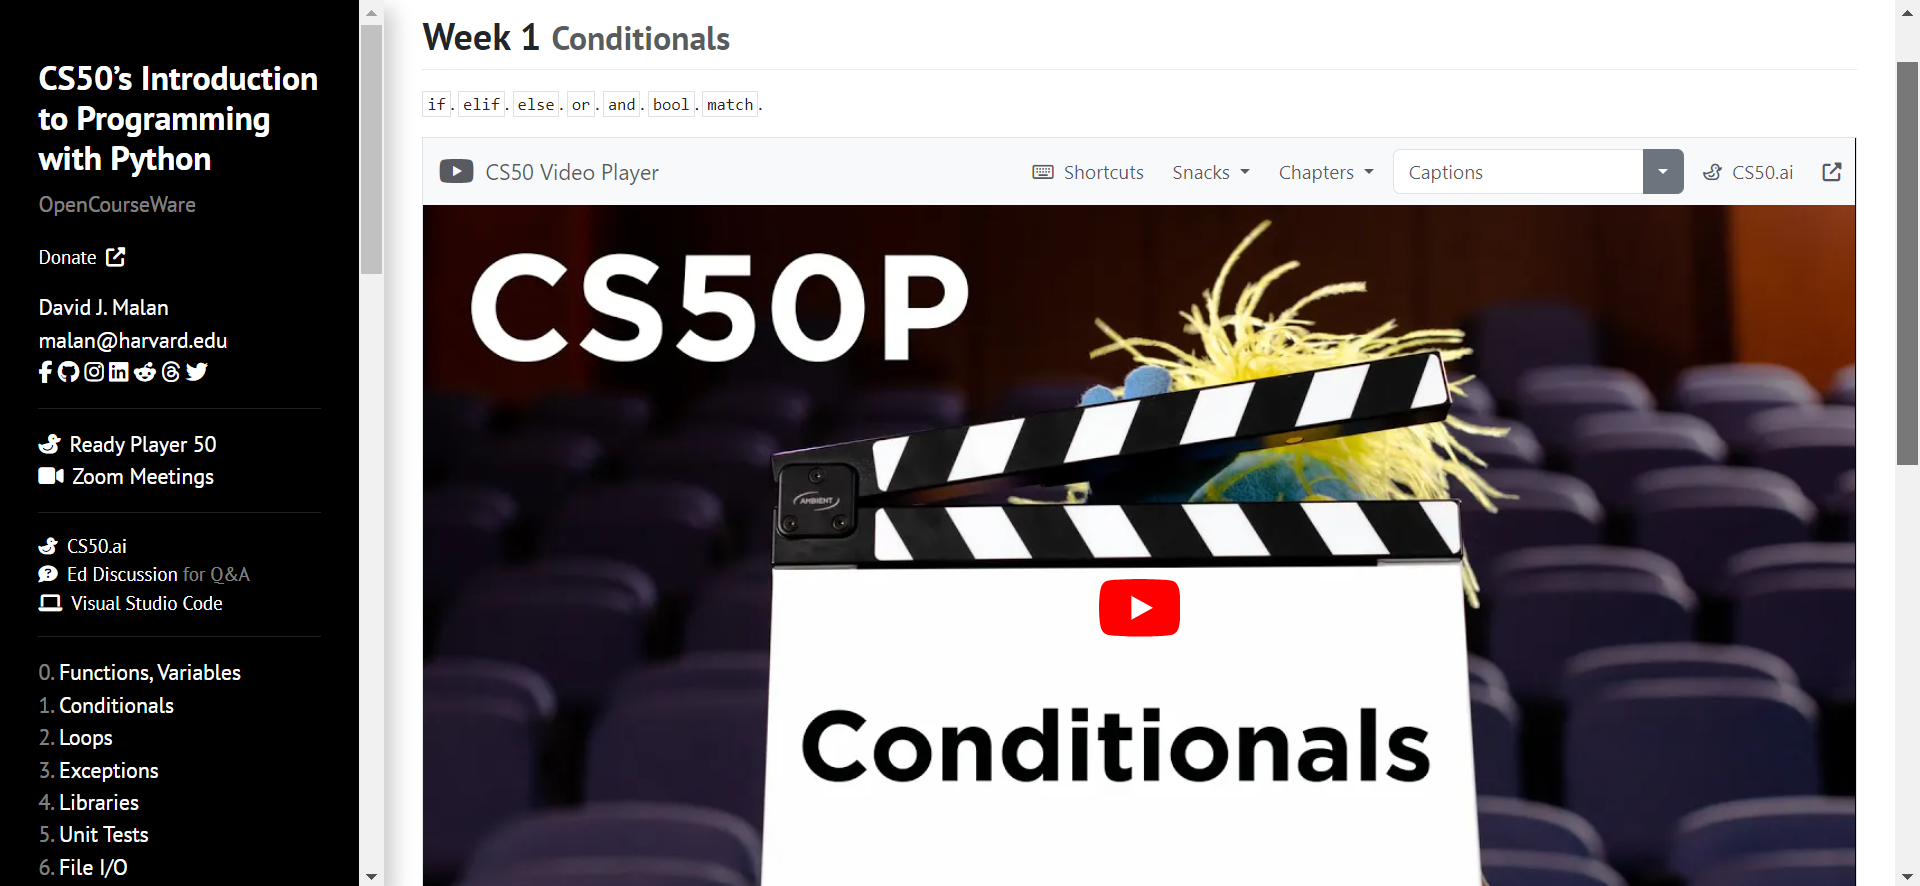 CS50’s Introduction
to Programming
with Python
OpenCourseWare
Donate
David J. Malan
malan@harvard.edu
Ready Player 50
Zoom Meetings
CS50.ai
Ed Discussion for Q&A
Visual Studio Code
0. Functions, Variables
1. Conditionals
2. Loops
3. Exceptions
4. Libraries
5. Unit Tests
6. File I/O
Week 1 Conditionals
if. elif. else. or. and. bool. match.
CS50 Video Player
Shortcuts
Snacks
Chapters
Captions
CS50.ai
CS50P
AMBIENT
Conditionals